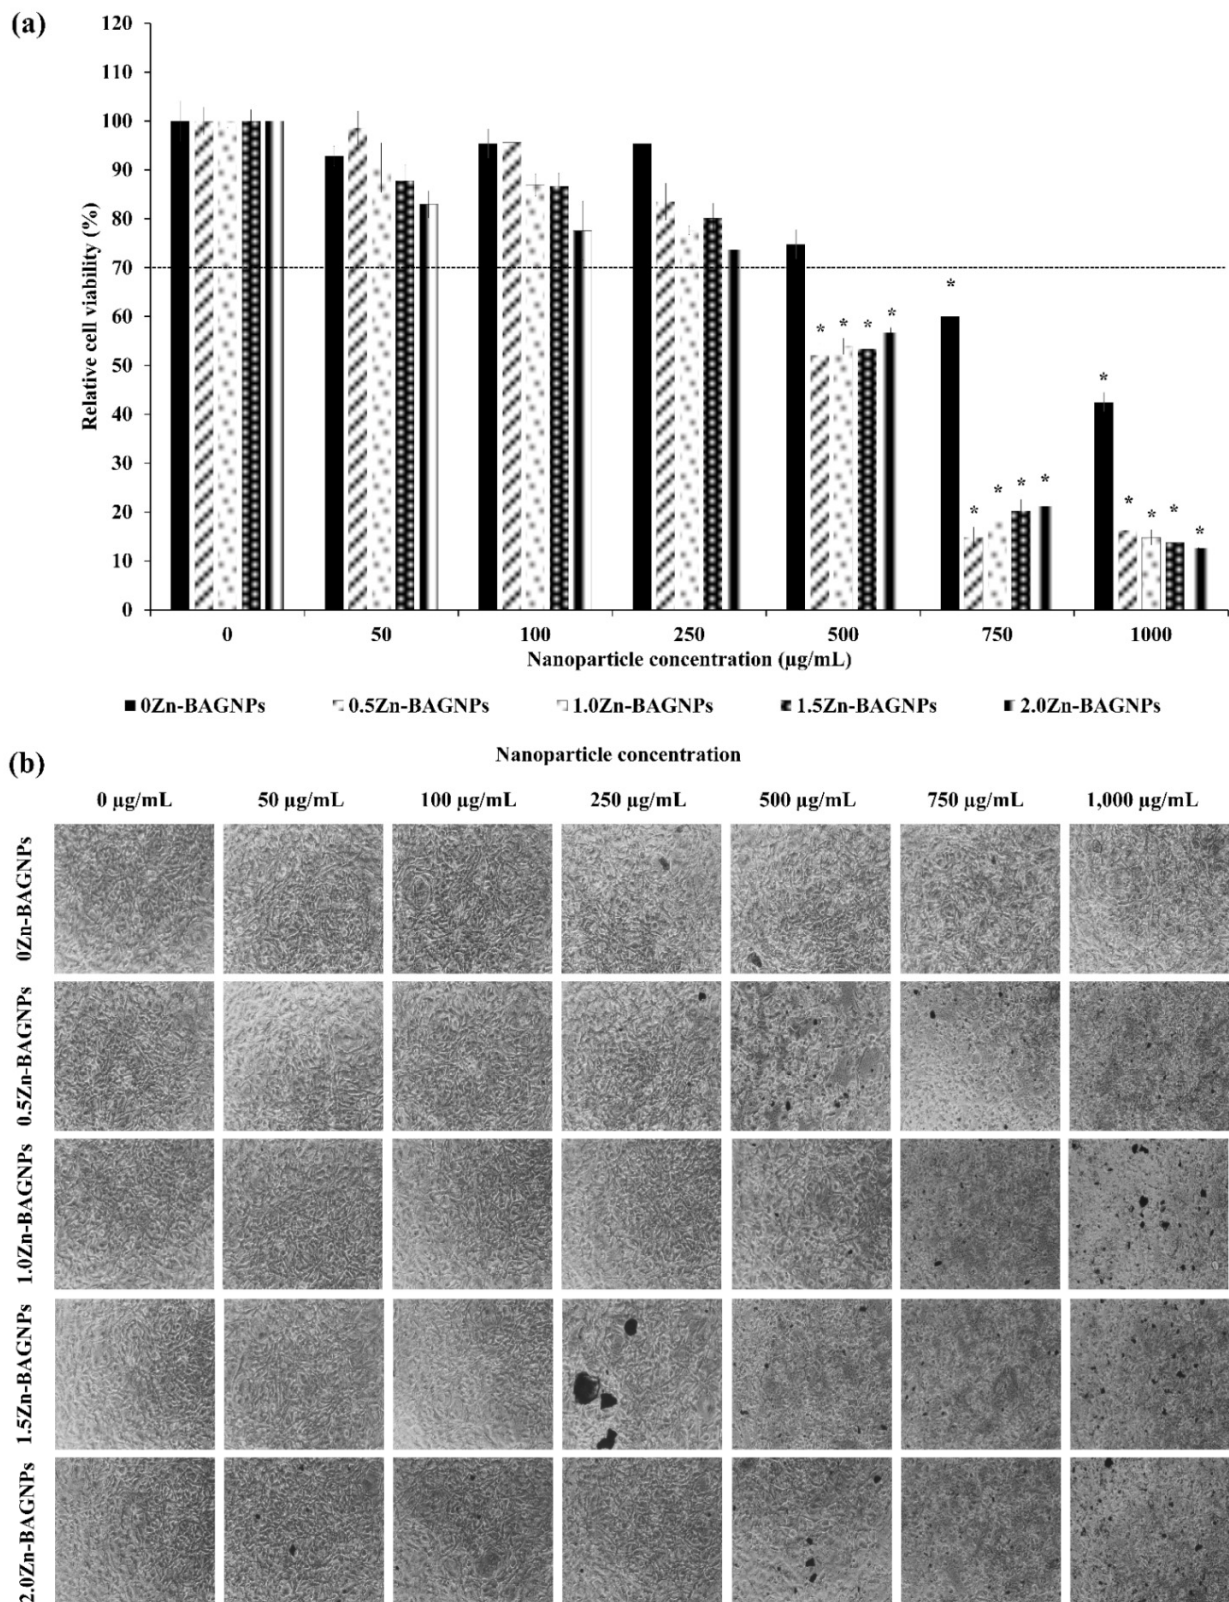 (a)
120
110
100
90
80
70
60
50
40
30
20
10
0
Relative cell viability (%)
* * * *
*
* * * *
*
* * * *
0 50 100 250 500 750 1000
Nanoparticle concentration (µg/mL)
0Zn-BAGNPs 0.5Zn-BAGNPs 1.0Zn-BAGNPs 1.5Zn-BAGNPs 2.0Zn-BAGNPs
(b)
Nanoparticle concentration
0 µg/mL 50 µg/mL 100 µg/mL 250 µg/mL 500 µg/mL 750 µg/mL 1,000 µg/mL
0Zn-BAGNPs
0.5Zn-BAGNPs
1.0Zn-BAGNPs
1.5Zn-BAGNPs
2.0Zn-BAGNPs